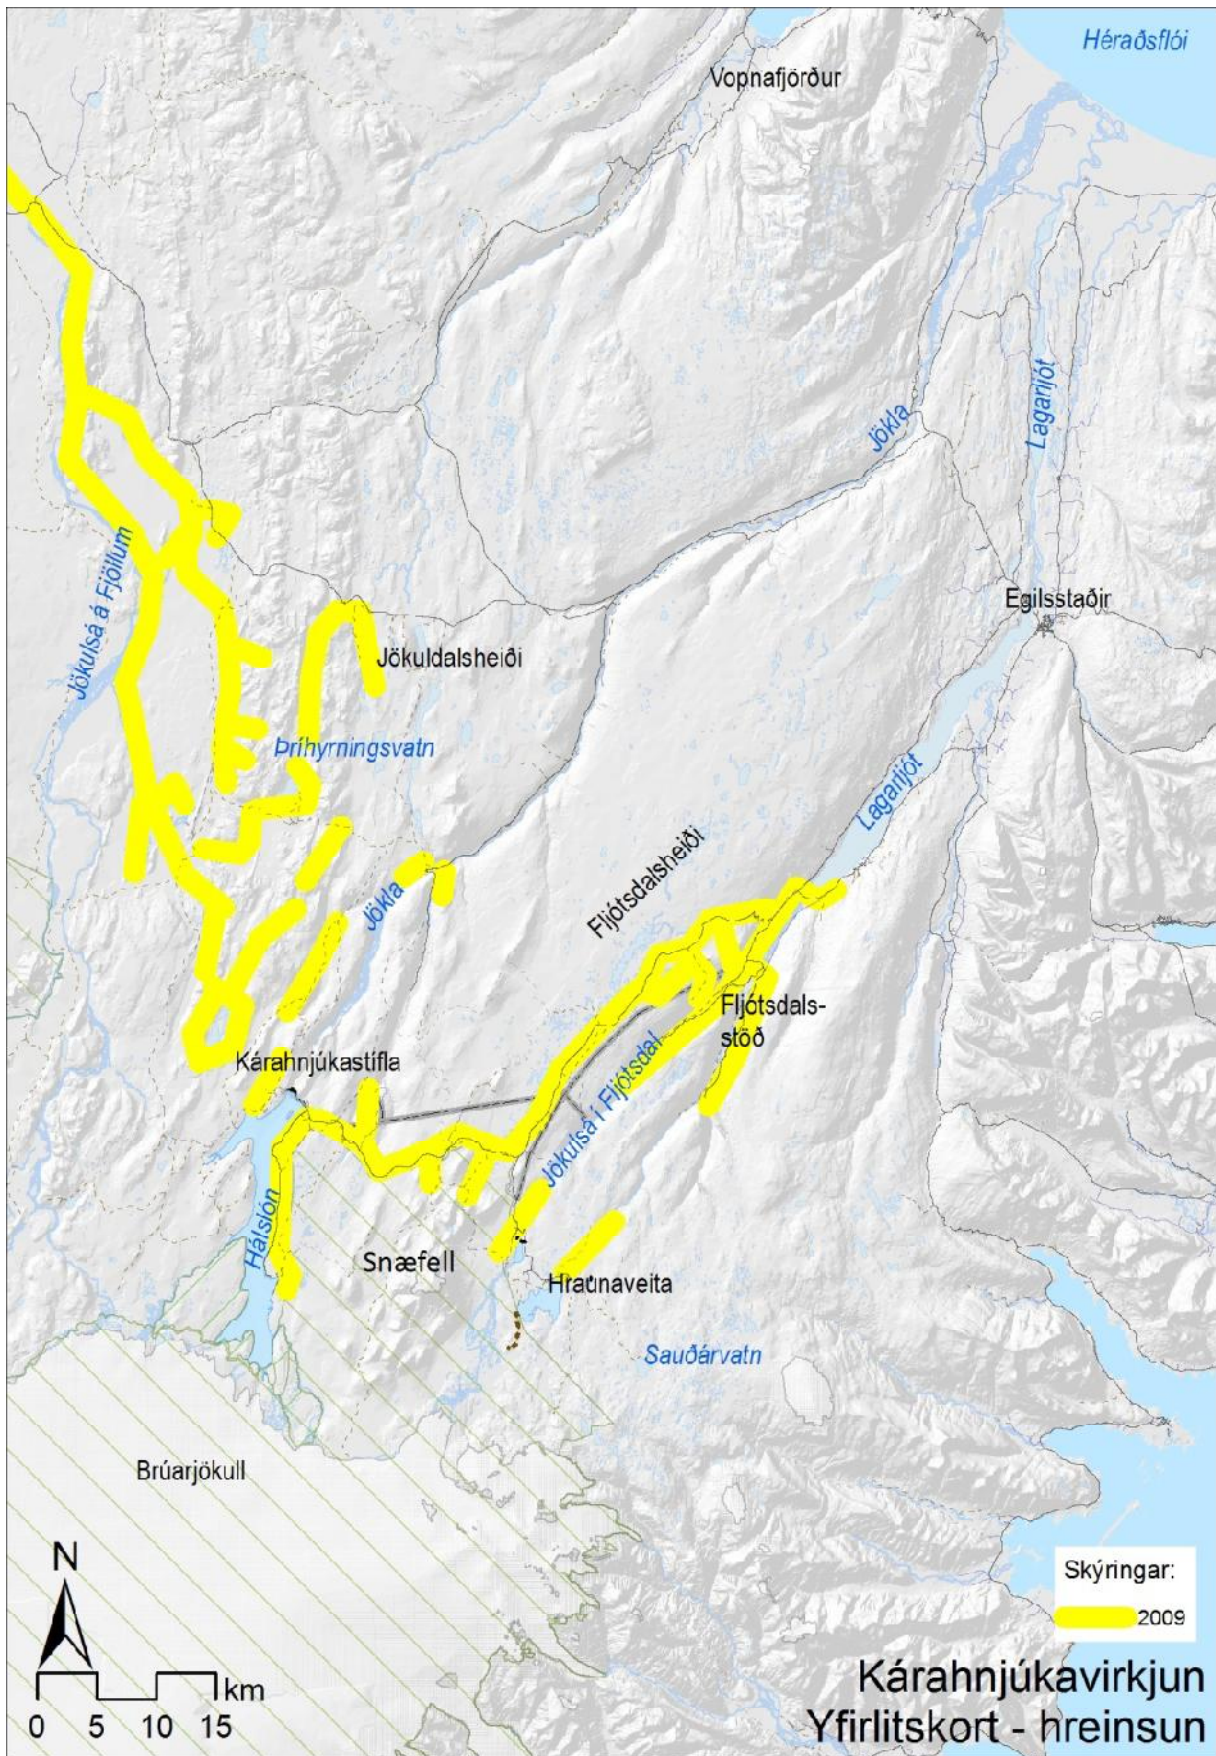 Héraðsflói
Vopnafjörður
Lagarfljót
Jökla
Jökulsá á Fjöllum
Egilsstaðir
Jökuldalsheiði
Þríhyrningsvatn
Lagarfljót
Fljótsdalsheiði
Jökla
Fljótsdals-
stöð
Kárahnjúkastífla
Jökulsá í Fljótsdal
Hálslón
Snæfell
Hraunaveita
Sauðárvatn
Brúarjökull
N
km
0 5 10 15
Skýringar:
2009
Kárahnjúkavirkjun
Yfirlitskort - hreinsun